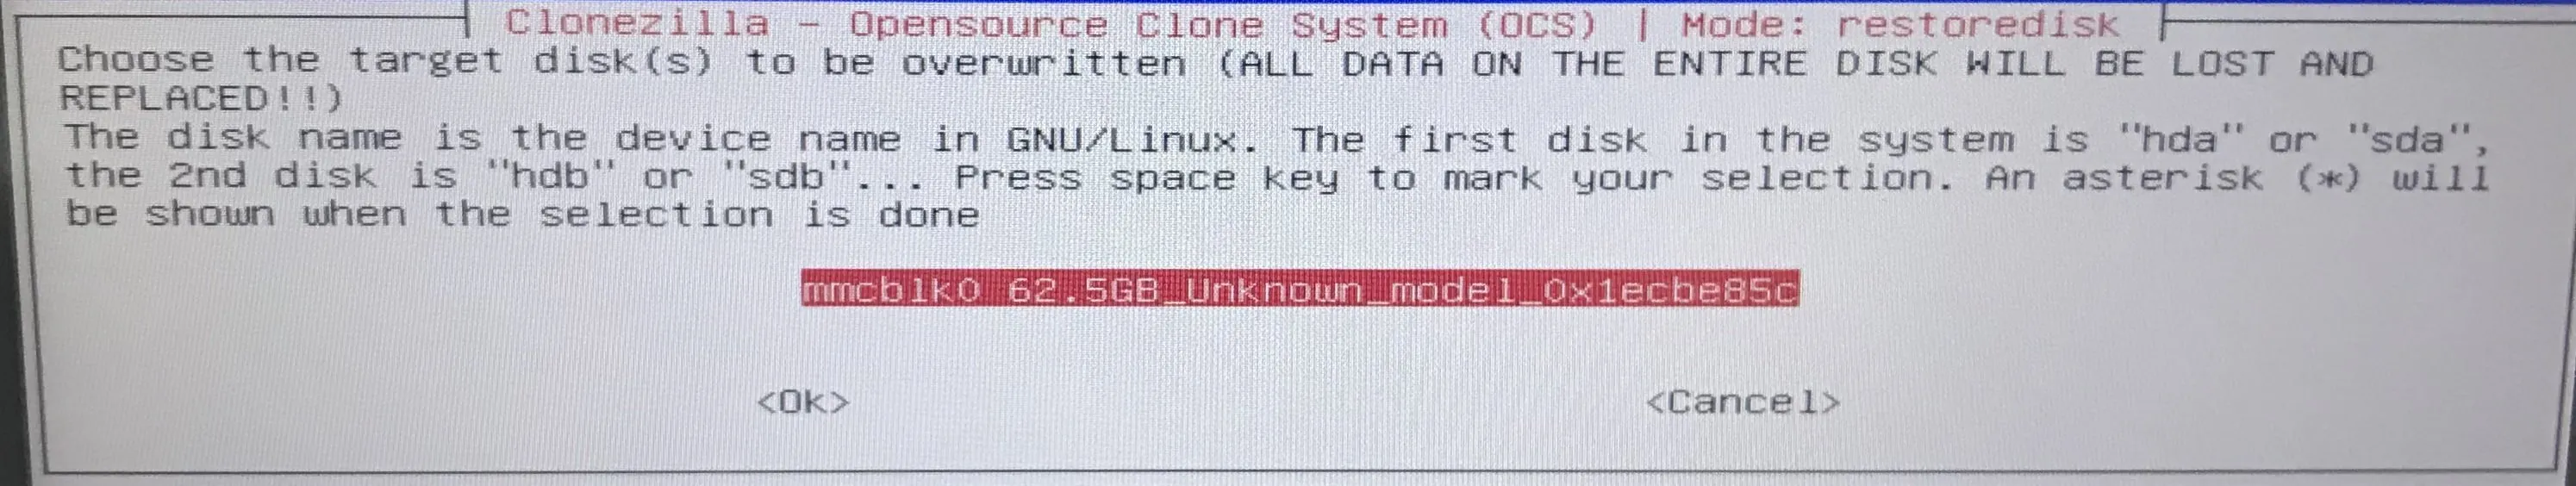 Clonezilla - Opensource Clone System (OCS) | Mode: restoredisk
Choose the target disk(s) to be overwritten (ALL DATA ON THE ENTIRE DISK WILL BE LOST AND
REPLACED!!)
The disk name is the device name in GNU/Linux. The first disk in the system is "hda" or "sda",
the 2nd disk is "hdb" or "sdb"... Press space key to mark your selection. An asterisk (*) will
be shown when the selection is done
mmcblk0 62.5GB_Unknown_model_0x1ecbe85c
<Ok> <Cancel>